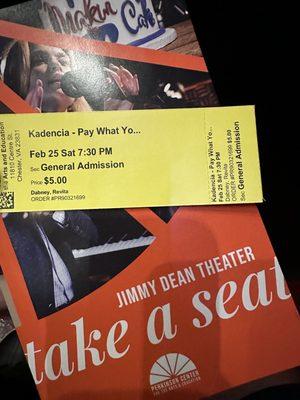 Makin
Cafe
the Arts and Education
11810 Centre St.
Chester, VA 23831
Kadencia - Pay What Yo...
Feb 25 Sat 7:30 PM
Sec General Admission
Price $5.00
Dabney, Revita
ORDER #PR90321699
Kadencia - Pay What Yo...
Feb 25 Sat 7:30 PM
Dabney, Revita $5.00
ORDER #PR90321699
Sec General Admission
JIMMY DEAN THEATER
take a seat
PERKINSON CENTER
FOR THE ARTS & EDUCATION